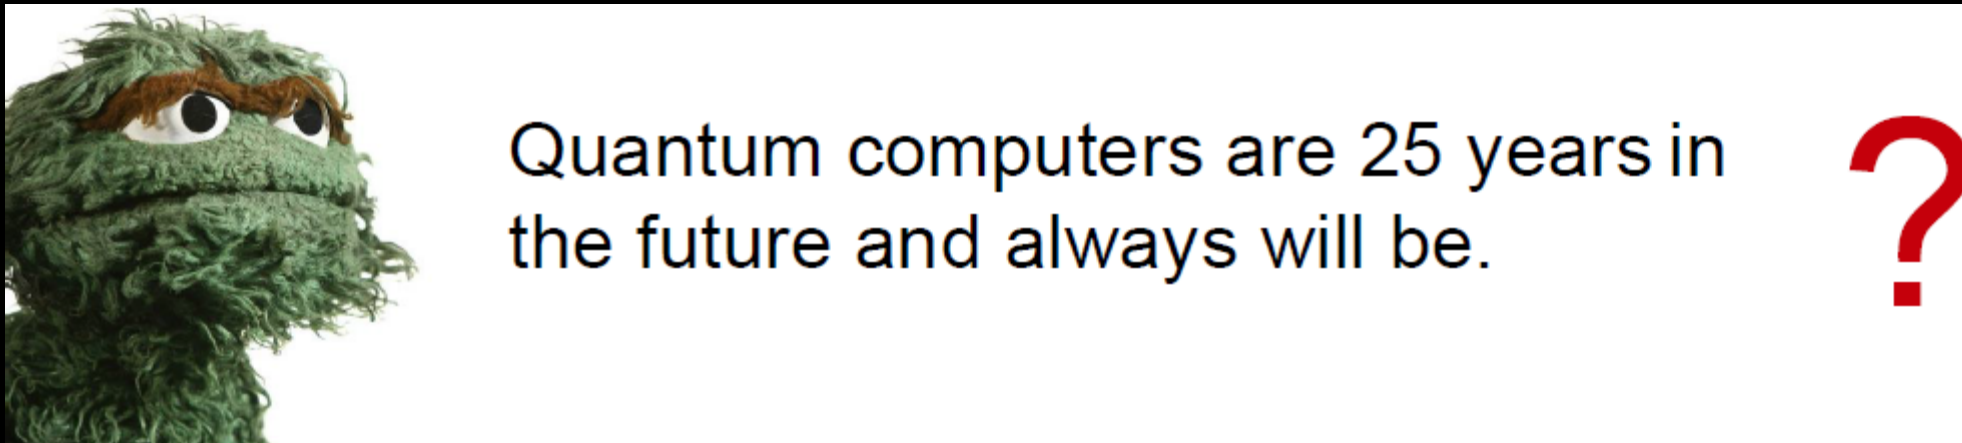 Quantum computers are 25 years in
the future and always will be.
?